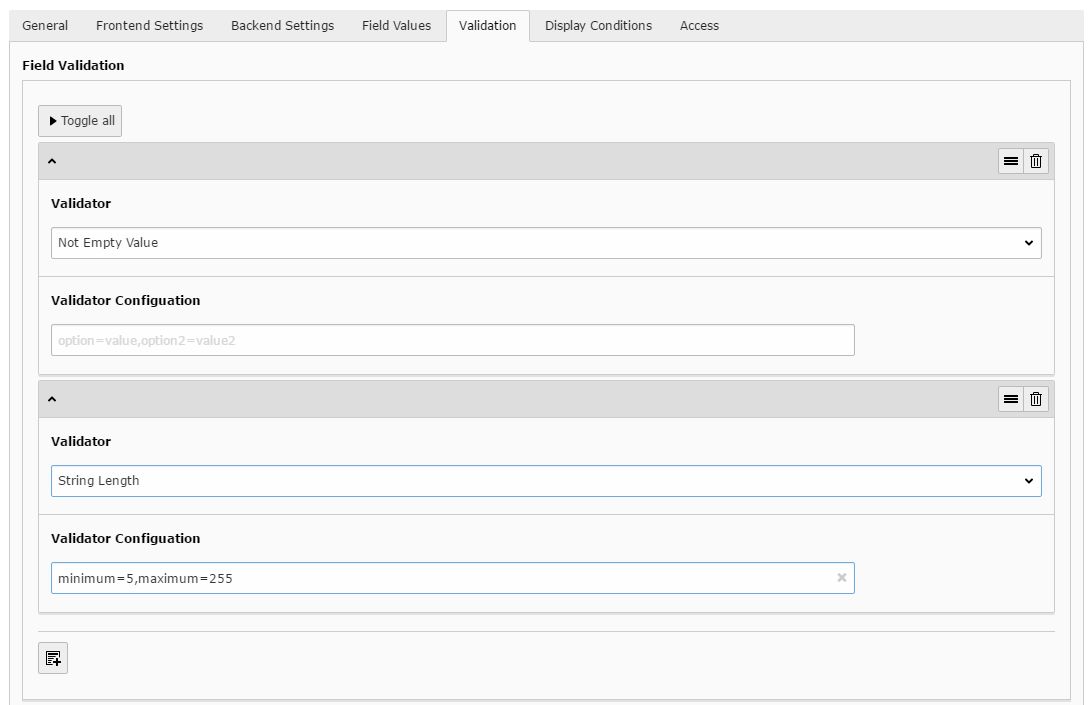 General Frontend Settings Backend Settings Field Values Validation Display Conditions Access
Field Validation
Toggle all
Validator
Not Empty Value
Validator Configuation
option=value,option2=value2
Validator
String Length
Validator Configuation
minimum=5,maximum=255